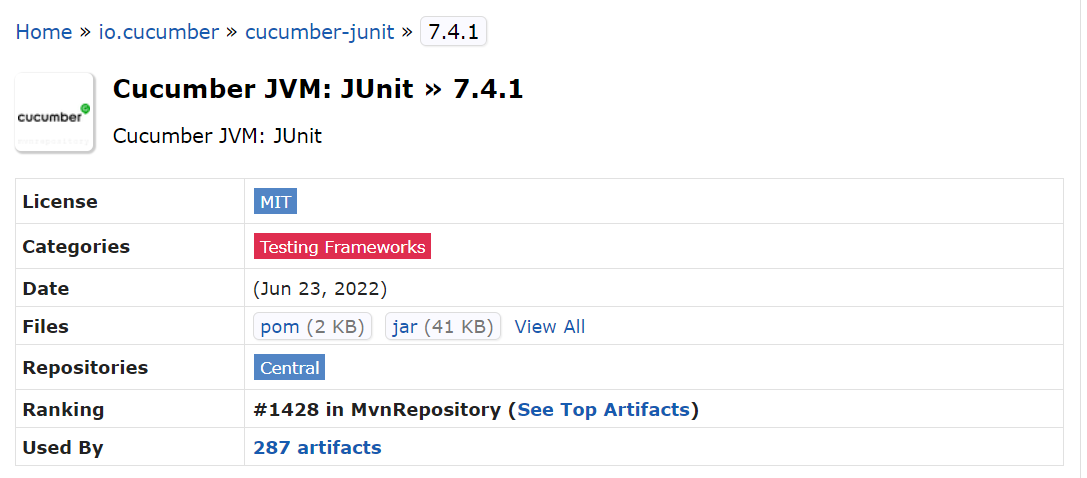 Home » io.cucumber » cucumber-junit » 7.4.1
cucumber
Cucumber JVM: JUnit » 7.4.1
Cucumber JVM: JUnit
License MIT
Categories Testing Frameworks
Date (Jun 23, 2022)
Files pom (2 KB) jar (41 KB) View All
Repositories Central
Ranking #1428 in MvnRepository (See Top Artifacts)
Used By 287 artifacts